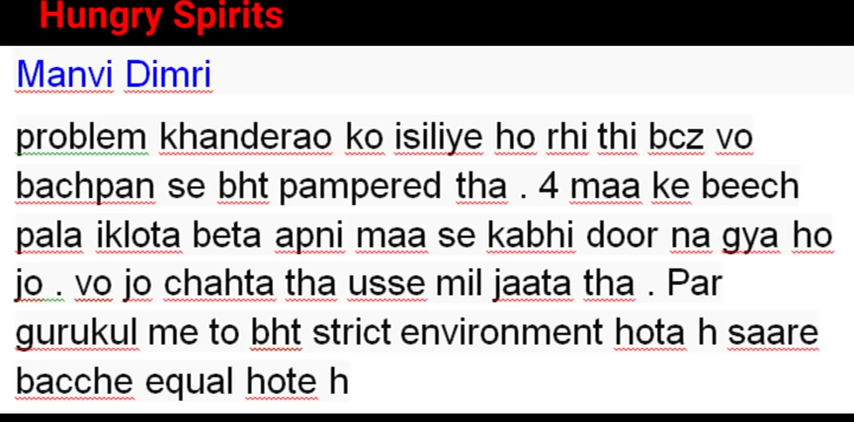 Hungry Spirits
Manvi Dimri
problem khanderao ko isiliye ho rhi thi bcz vo
bachpan se bht pampered tha . 4 maa ke beech
pala iklota beta apni maa se kabhi door na gya ho
jo . vo jo chahta tha usse mil jaata tha . Par
gurukul me to bht strict environment hota h saare
bacche equal hote h